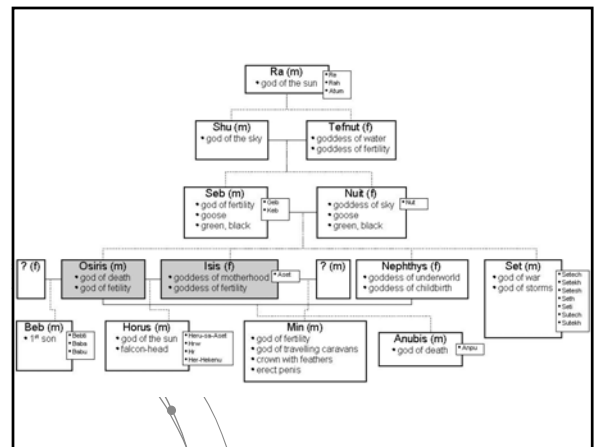 Ra (m)
• god of the sun
• Re
• Rah
• Atum
Shu (m)
• god of the sky
Tefnut (f)
• goddess of water
• goddess of fertility
Seb (m)
• god of fertility
• goose
• green, black
• Geb
• Keb
Nuit (f)
• goddess of sky
• goose
• green, black
• Nut
? (f)
Osiris (m)
• god of death
• god of fetility
Isis (f)
• goddess of motherhood
• goddess of fertility
• Aset
? (m)
Nephthys (f)
• goddess of underworld
• goddess of childbirth
Set (m)
• god of war
• god of storms
• Setech
• Setekh
• Setesh
• Seth
• Seti
• Sutech
• Sutekh
Beb (m)
• 1st son
• Bebti
• Baba
• Babu
Horus (m)
• god of the sun
• falcon-head
• Heru-sa-Aset
• Hrw
• Hr
• Her-Hekenu
Min (m)
• god of fertility
• god of travelling caravans
• crown with feathers
• erect penis
Anubis (m)
• god of death
• Anpu